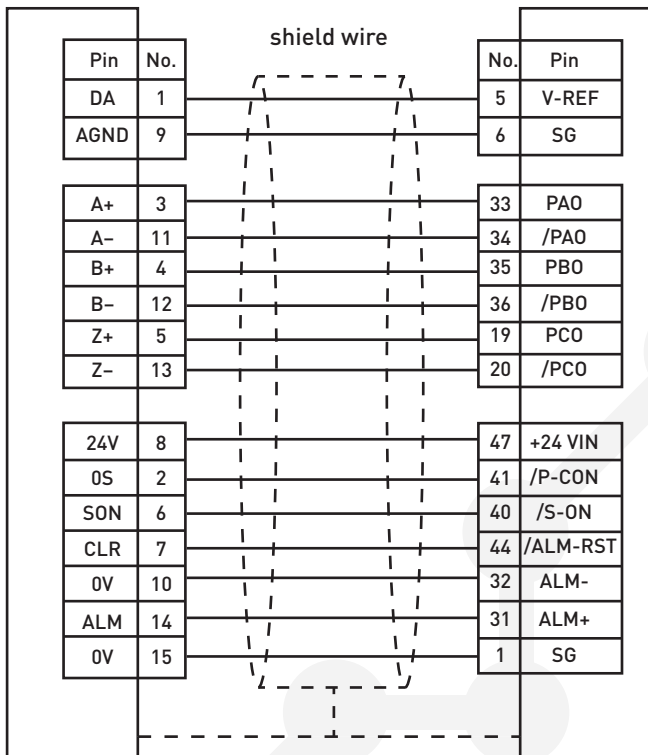 shield wire
Pin No. No. Pin
DA 1 5 V-REF
AGND 9 6 SG
A+ 3 33 PAO
A– 11 34 /PAO
B+ 4 35 PBO
B– 12 36 /PBO
Z+ 5 19 PCO
Z– 13 20 /PCO
24V 8 47 +24 VIN
0S 2 41 /P-CON
SON 6 40 /S-ON
CLR 7 44 /ALM-RST
0V 10 32 ALM-
ALM 14 31 ALM+
0V 15 1 SG